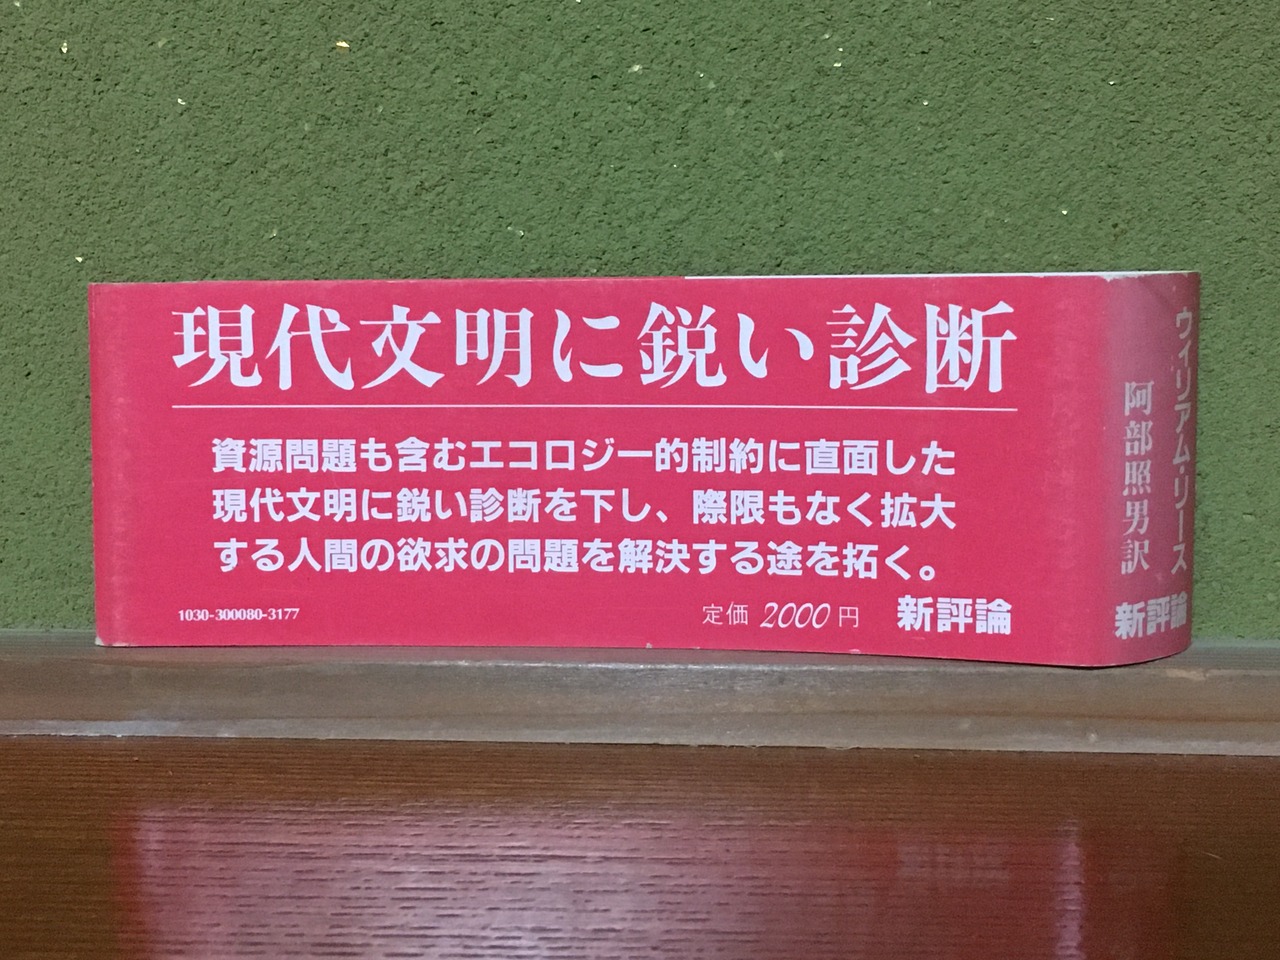 現代文明に鋭い診断
資源問題も含むエコロジー的制約に直面した
現代文明に鋭い診断を下し、際限もなく拡大
する人間の欲求の問題を解決する途を拓く。
1030-300080-3177
定価 2000円 新評論
ウィリアム・リース
阿部照男訳
新評論